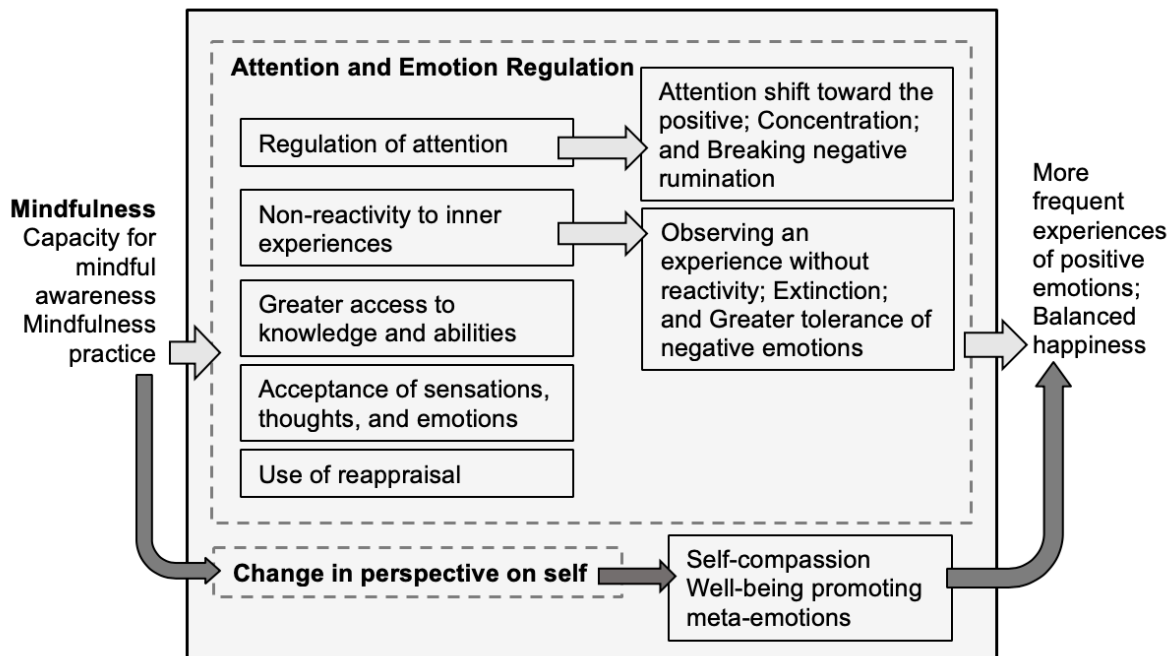 Mindfulness
Capacity for
mindful
awareness
Mindfulness
practice
Attention and Emotion Regulation
Regulation of attention
Attention shift toward the
positive; Concentration;
and Breaking negative
rumination
Non-reactivity to inner
experiences
Observing an
experience without
reactivity; Extinction;
and Greater tolerance of
negative emotions
Greater access to
knowledge and abilities
Acceptance of sensations,
thoughts, and emotions
Use of reappraisal
Change in perspective on self
Self-compassion
Well-being promoting
meta-emotions
More
frequent
experiences
of positive
emotions;
Balanced
happiness